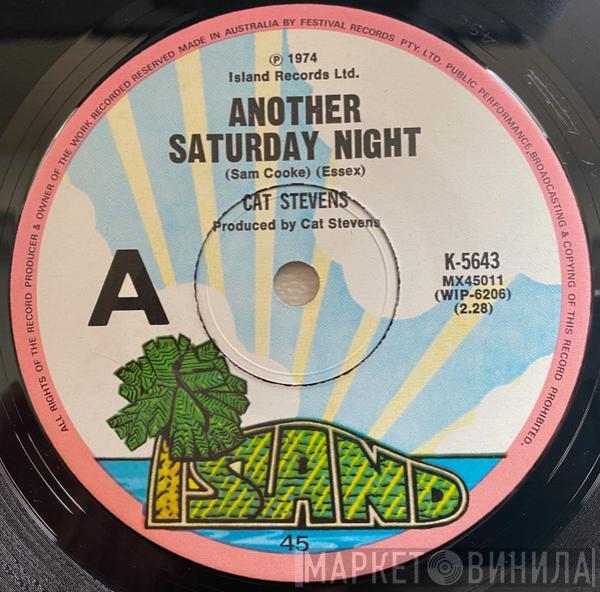 ALL RIGHTS OF THE RECORD PRODUCER & OWNER OF THE WORK RECORDED RESERVED MADE IN AUSTRALIA BY FESTIVAL RECORDS PTY. LTD. PUBLIC PERFORMANCE, BROADCASTING & COPYING OF THIS RECORD PROHIBITED.
℗ 1974
Island Records Ltd.
ANOTHER
SATURDAY NIGHT
(Sam Cooke) (Essex)
CAT STEVENS
Produced by Cat Stevens
A
K-5643
MX45011
(WIP-6206)
(2.28)
ISLAND
45
МАРКЕТ ВИНИЛА